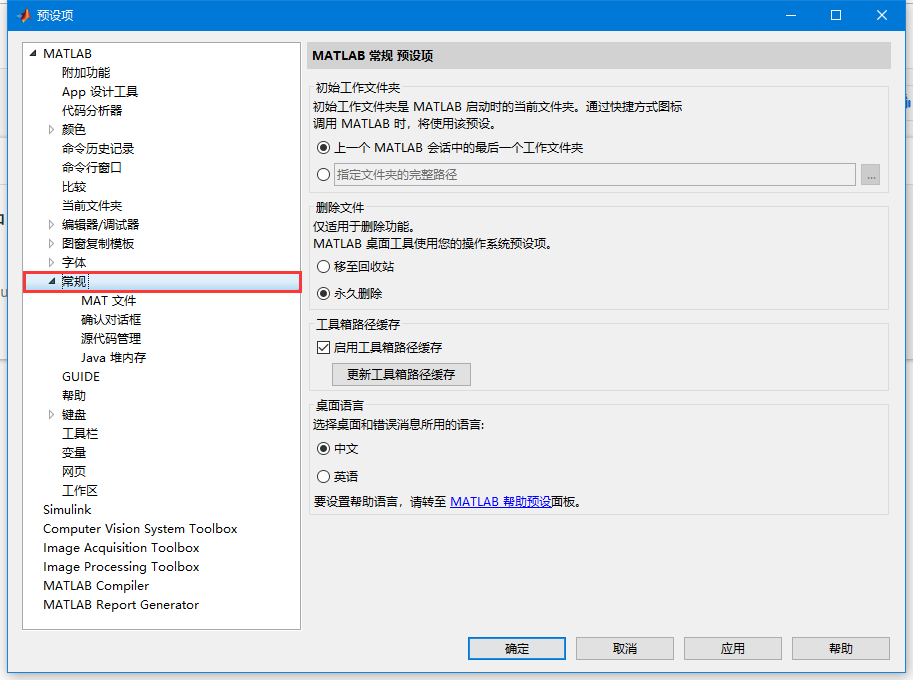 预设项
MATLAB
附加功能
App 设计工具
代码分析器
颜色
命令历史记录
命令行窗口
比较
当前文件夹
编辑器/调试器
图窗复制模板
字体
常规
MAT 文件
确认对话框
源代码管理
Java 堆内存
GUIDE
帮助
键盘
工具栏
变量
网页
工作区
Simulink
Computer Vision System Toolbox
Image Acquisition Toolbox
Image Processing Toolbox
MATLAB Compiler
MATLAB Report Generator
MATLAB 常规 预设项
初始工作文件夹
初始工作文件夹是 MATLAB 启动时的当前文件夹。通过快捷方式图标
调用 MATLAB 时，将使用该预设。
上一个 MATLAB 会话中的最后一个工作文件夹
指定文件夹的完整路径
...
删除文件
仅适用于删除功能。
MATLAB 桌面工具使用您的操作系统预设项。
移至回收站
永久删除
工具箱路径缓存
启用工具箱路径缓存
更新工具箱路径缓存
桌面语言
选择桌面和错误消息所用的语言:
中文
英语
要设置帮助语言，请转至 MATLAB 帮助预设面板。
确定
取消
应用
帮助